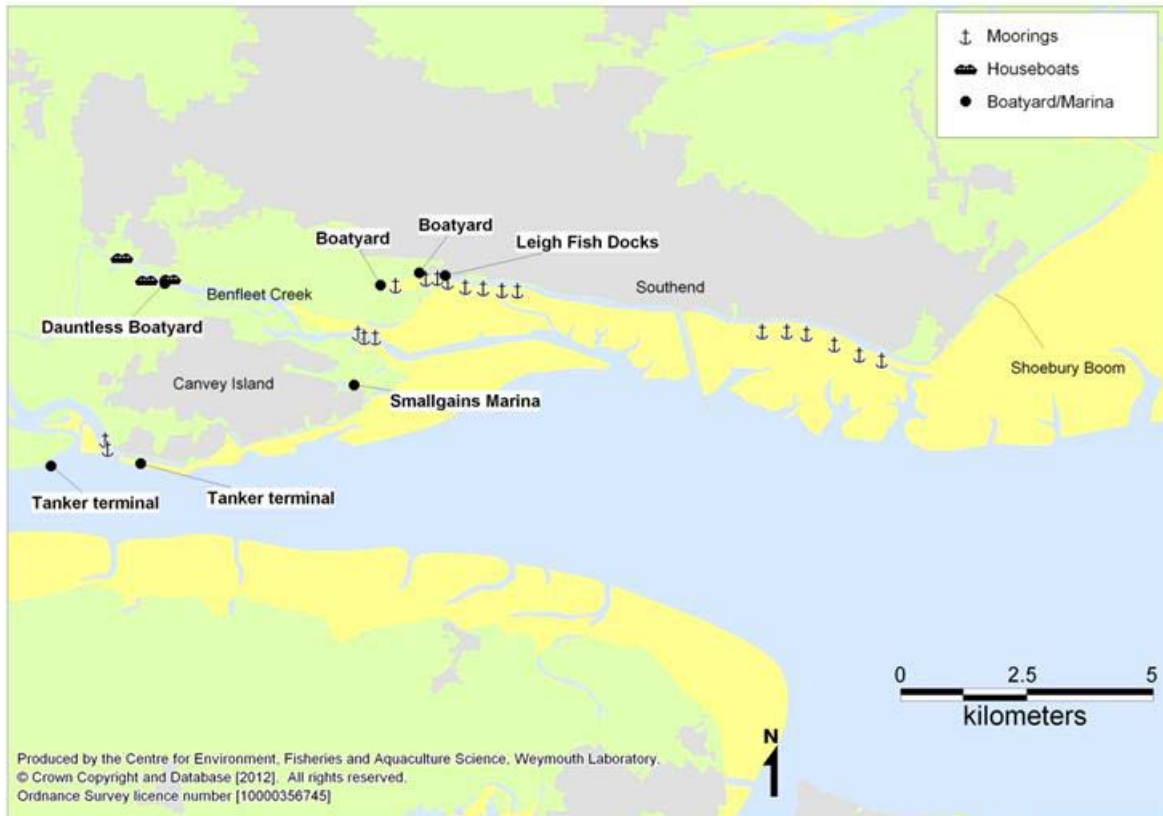 Moorings
Houseboats
Boatyard/Marina
Boatyard
Boatyard
Leigh Fish Docks
Southend
Benfleet Creek
Dauntless Boatyard
Shoebury Boom
Canvey Island
Smallgains Marina
Tanker terminal
Tanker terminal
0 2.5 5
kilometers
N
Produced by the Centre for Environment, Fisheries and Aquaculture Science, Weymouth Laboratory.
© Crown Copyright and Database [2012]. All rights reserved.
Ordnance Survey licence number [10000356745]